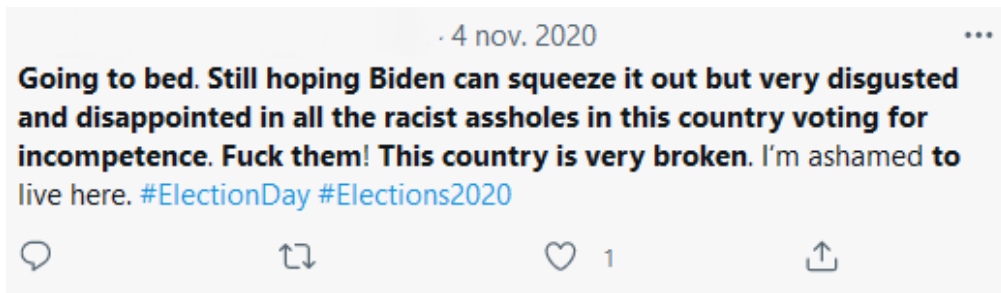 · 4 nov. 2020
Going to bed. Still hoping Biden can squeeze it out but very disgusted
and disappointed in all the racist assholes in this country voting for
incompetence. Fuck them! This country is very broken. I'm ashamed to
live here. #ElectionDay #Elections2020
1